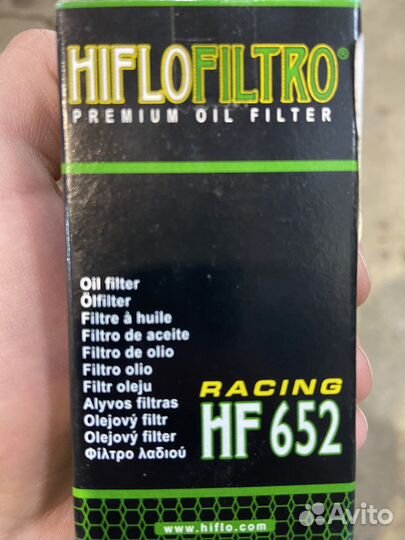 HIFLOFILTRO®
PREMIUM OIL FILTER
Oil filter
Ölfilter
Filtre à huile
Filtro de aceite
Filtro de olio
Filtro olio
Filtr oleju
Alyvos filtras
Olejový filtr
Olejový filter
Φίλτρο λαδιού
RACING
HF 652
www.hiflo.com
Avito